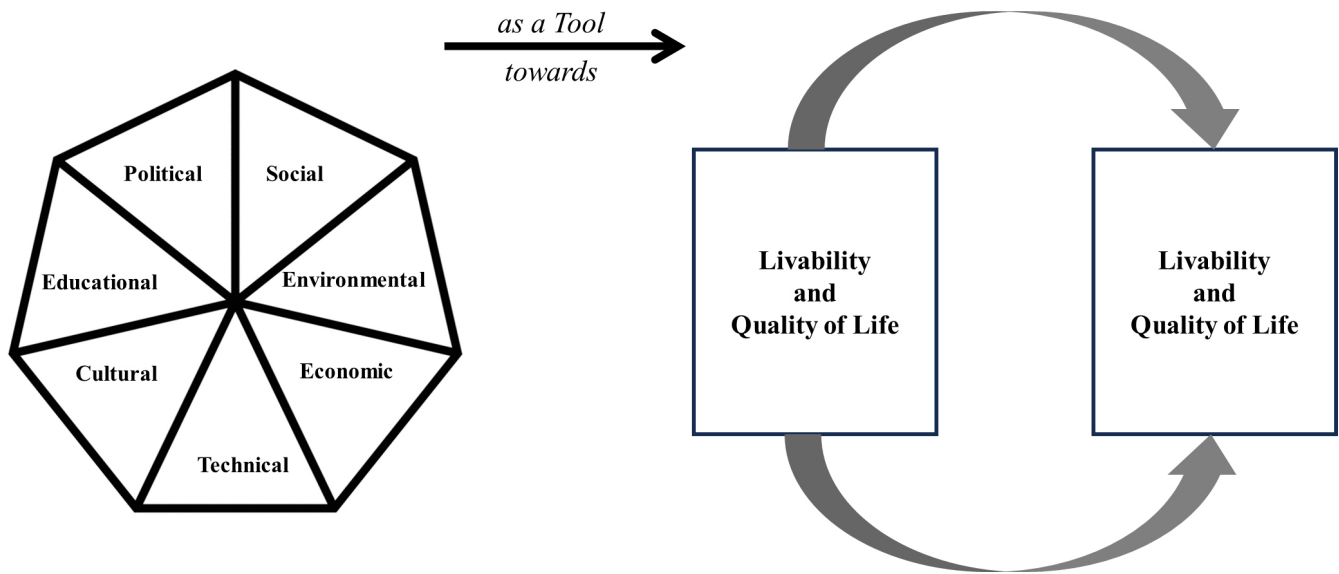 as a Tool
towards
Political
Social
Educational
Environmental
Cultural
Economic
Technical
Livability
and
Quality of Life
Livability
and
Quality of Life